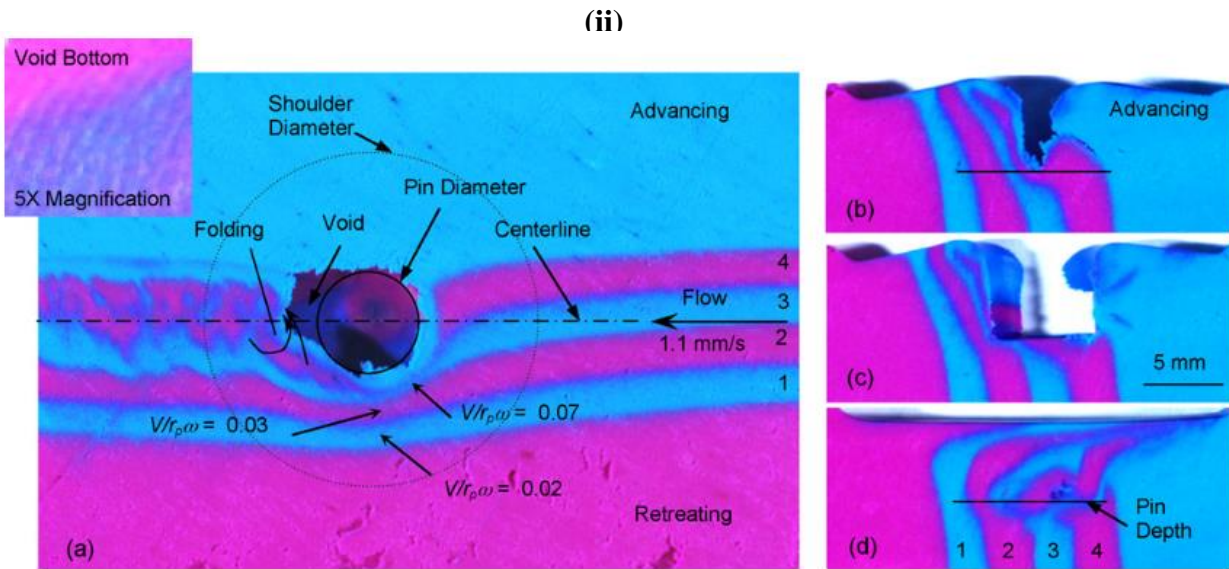 (ii)
Void Bottom
5X Magnification
Shoulder
Diameter
Advancing
Pin Diameter
Folding
Void
Centerline
4
Flow
3
1.1 mm/s
2
1
V/rₚω = 0.03
V/rₚω = 0.07
V/rₚω = 0.02
Retreating
(a)
Advancing
(b)
(c)
5 mm
Pin
Depth
(d)
1 2 3 4